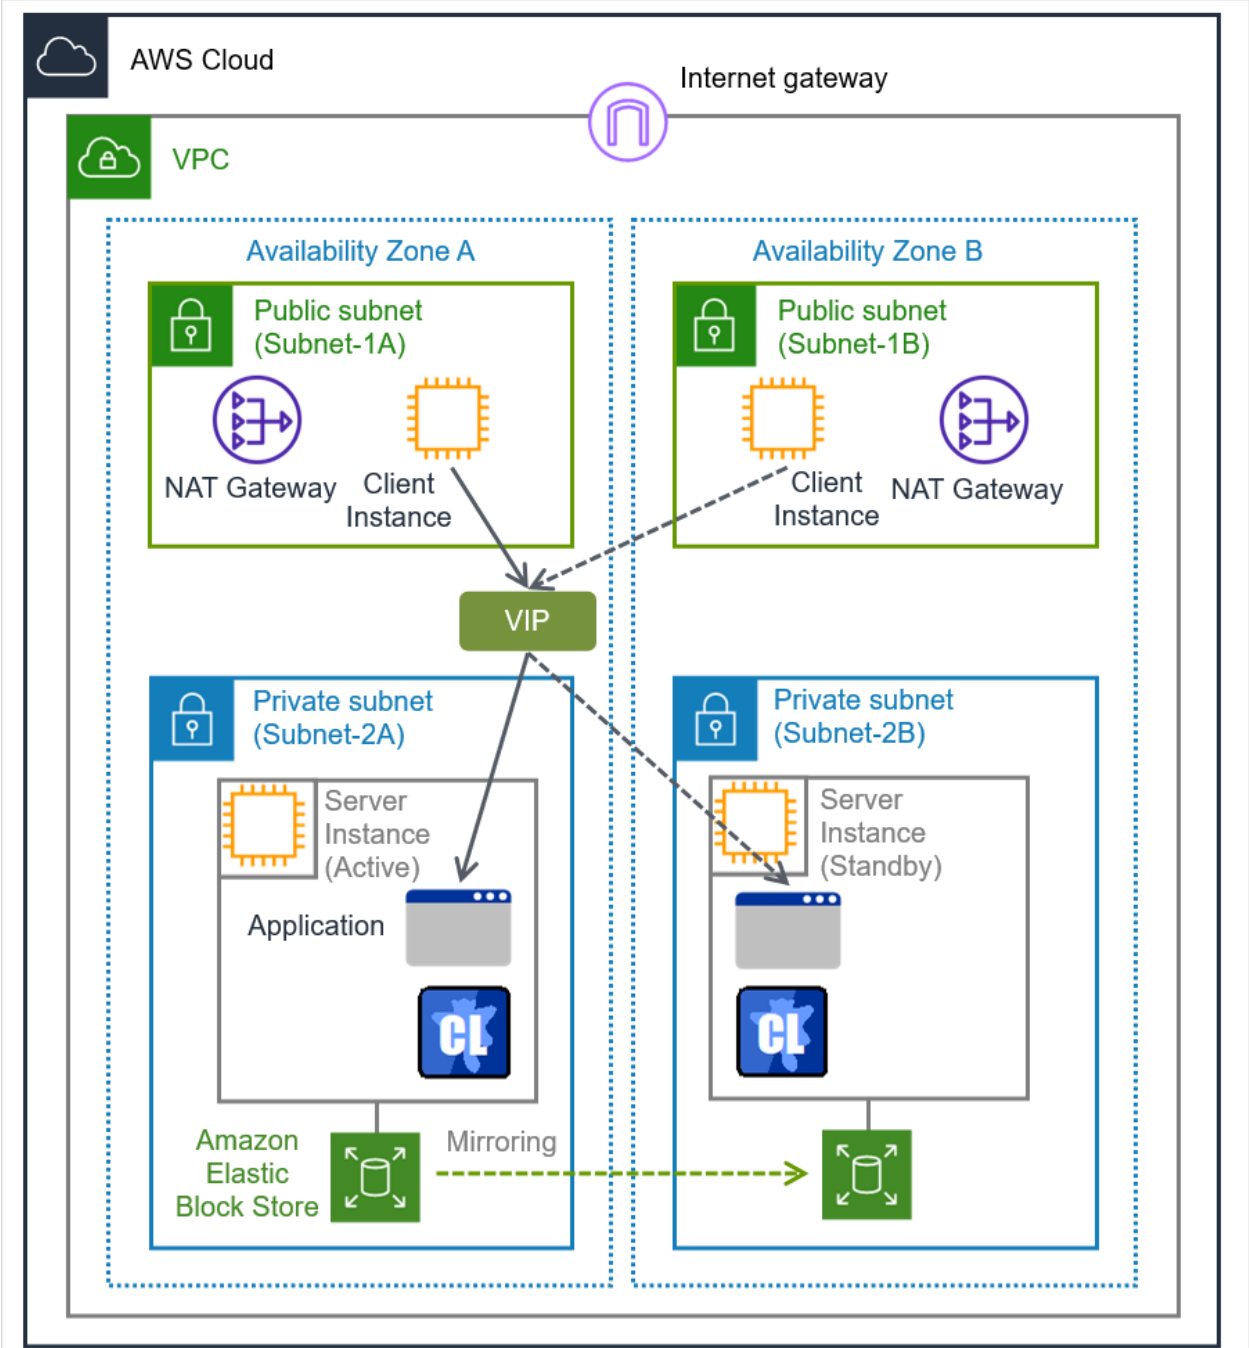 AWS Cloud
Internet gateway
VPC
Availability Zone A
Availability Zone B
Public subnet
(Subnet-1A)
Public subnet
(Subnet-1B)
NAT Gateway
Client
Instance
Client
Instance
NAT Gateway
VIP
Private subnet
(Subnet-2A)
Private subnet
(Subnet-2B)
Server
Instance
(Active)
Server
Instance
(Standby)
Application
CL
CL
Amazon
Elastic
Block Store
Mirroring